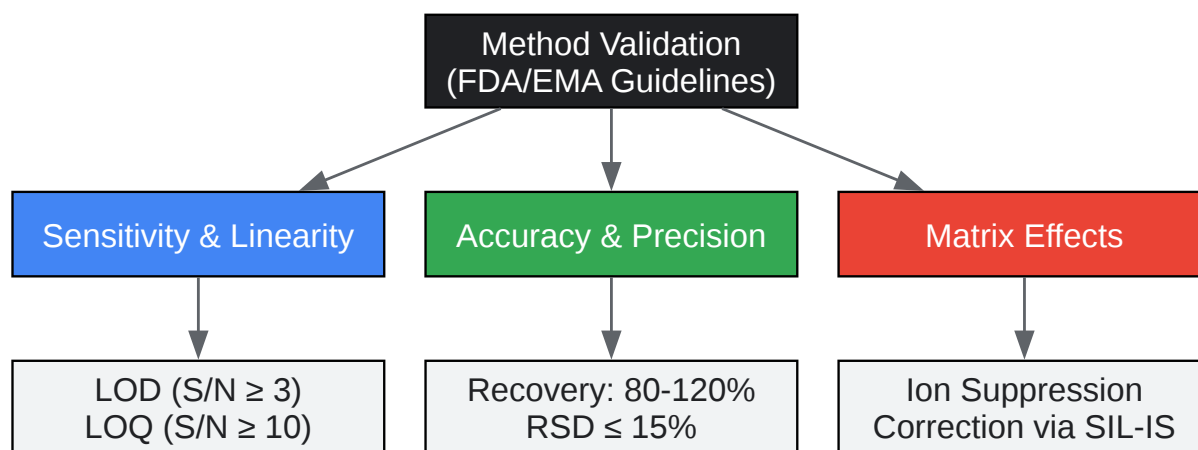 Method Validation
(FDA/EMA Guidelines)
Sensitivity & Linearity
Accuracy & Precision
Matrix Effects
LOD (S/N ≥ 3)
LOQ (S/N ≥ 10)
Recovery: 80-120%
RSD ≤ 15%
Ion Suppression
Correction via SIL-IS